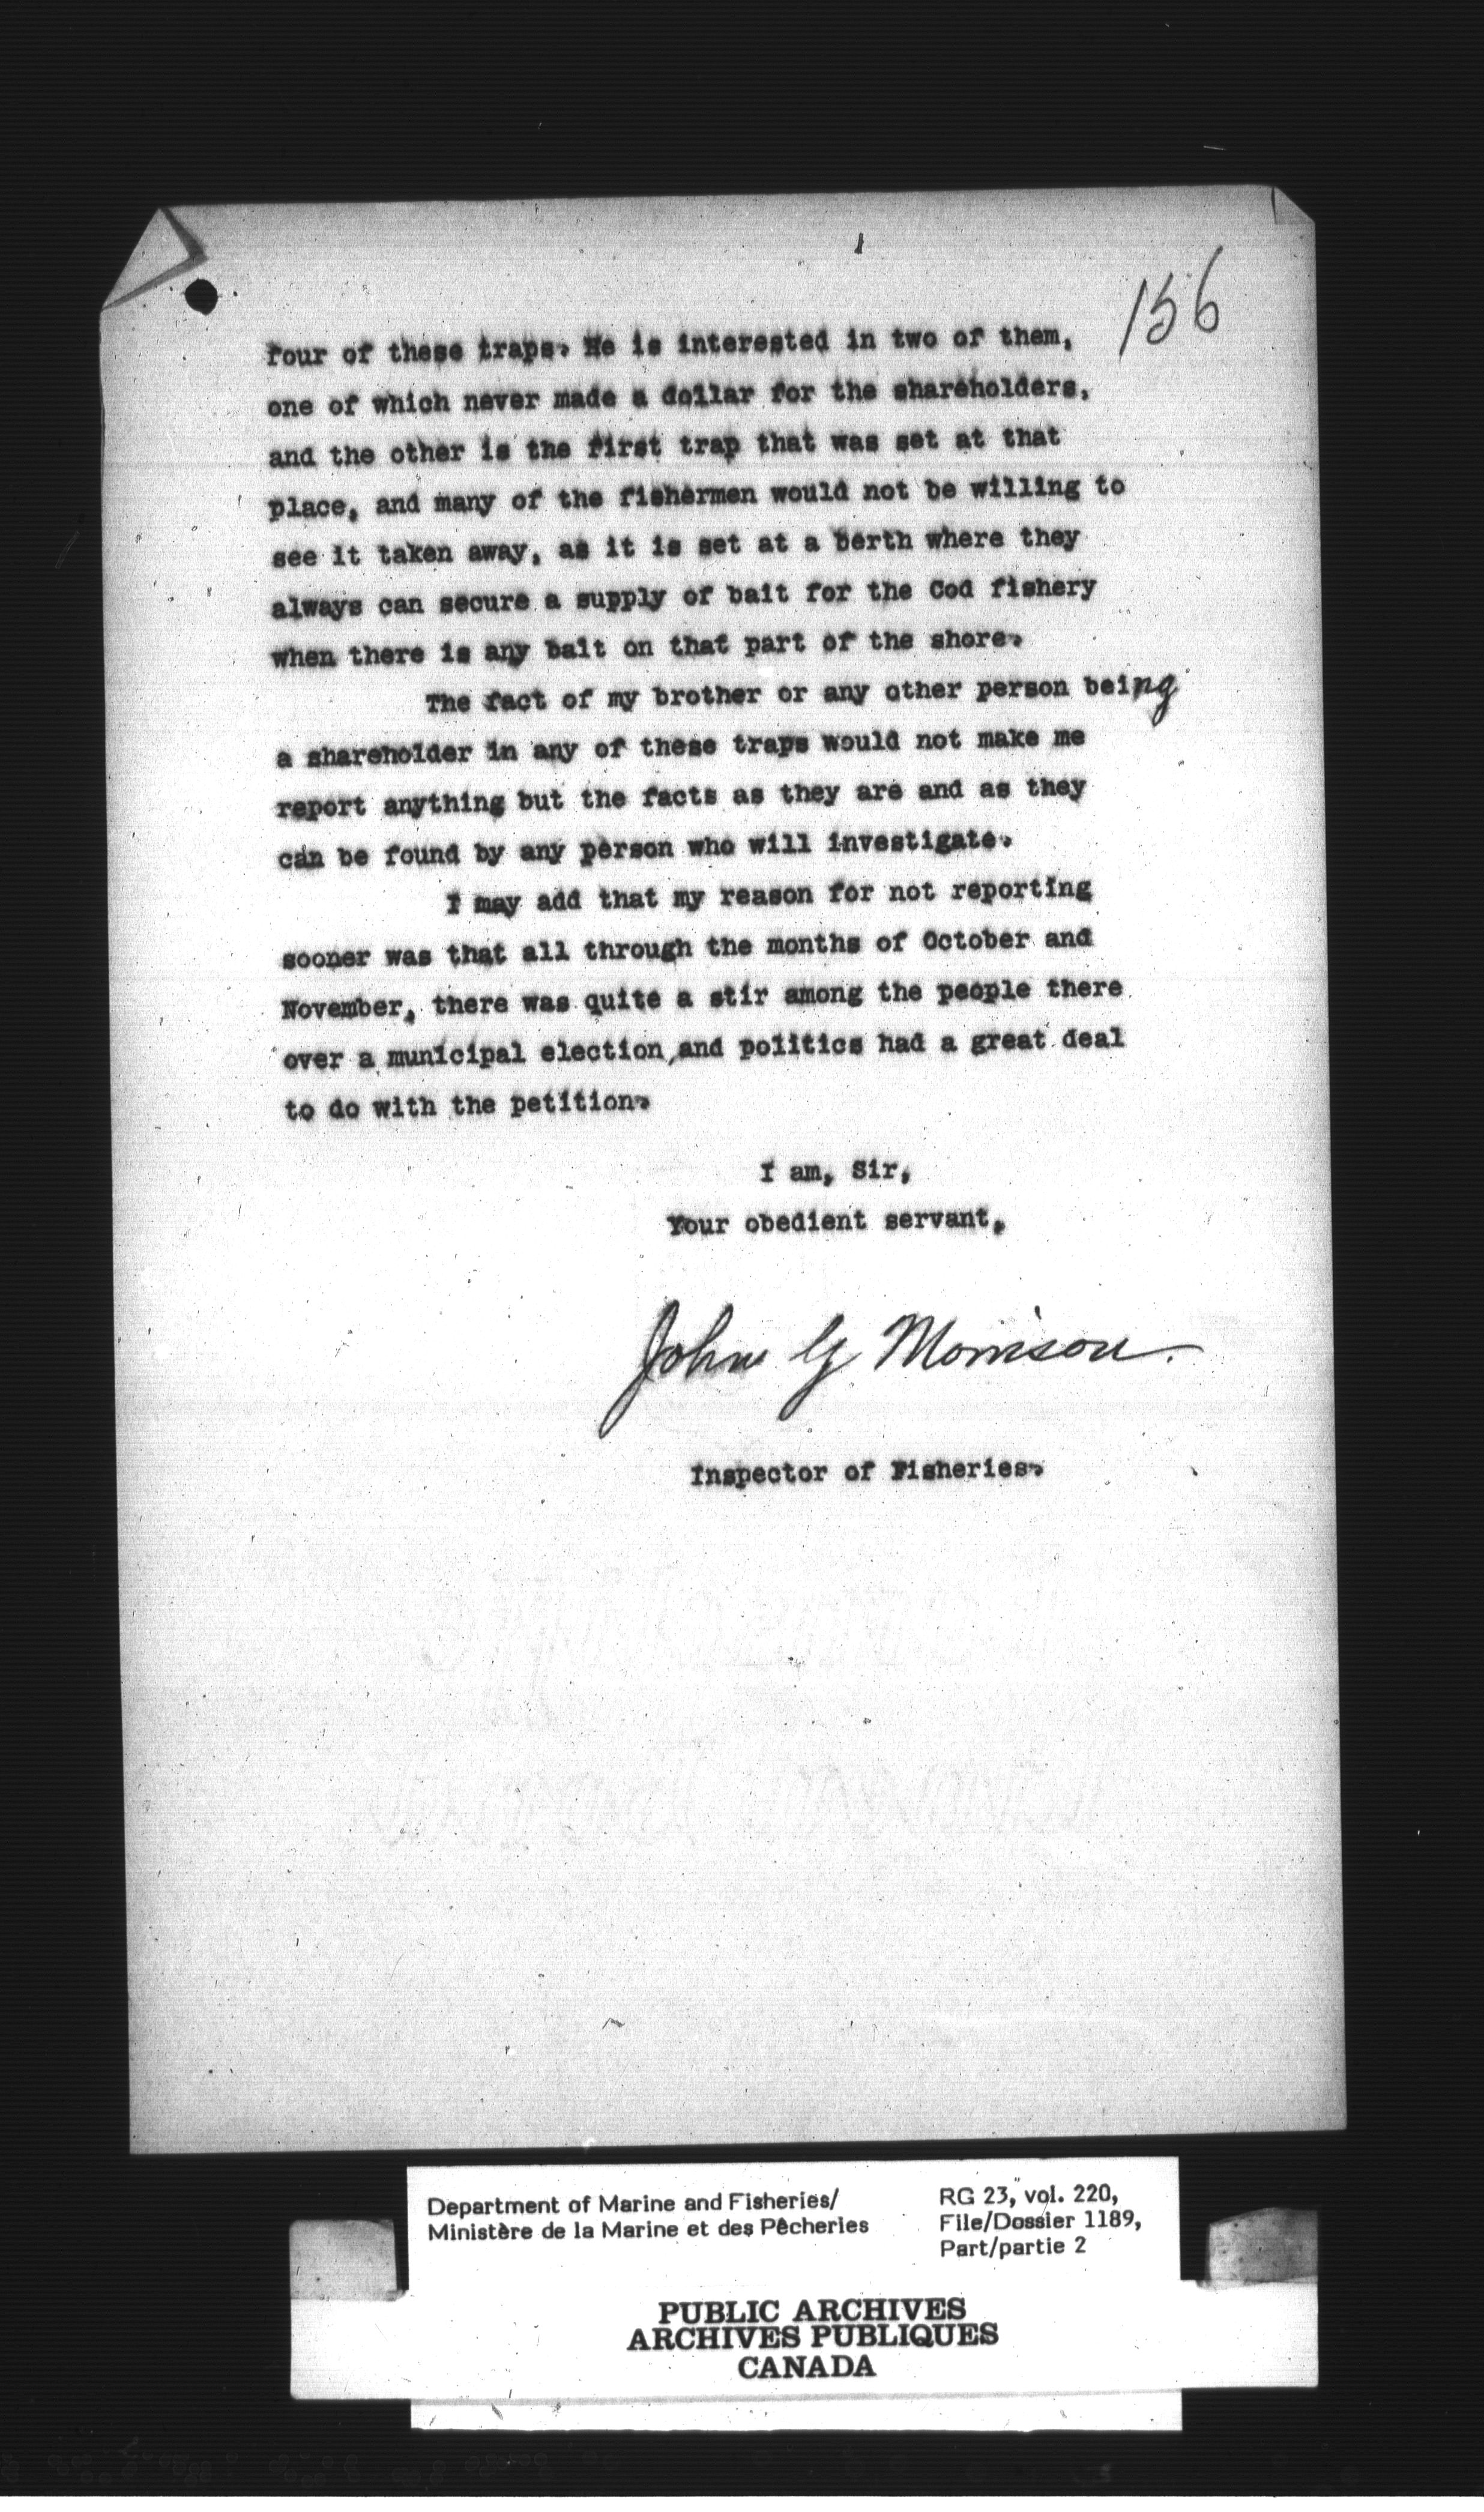 156
four of these traps. He is interested in two of them,
one of which never made a dollar for the shareholders,
and the other is the first trap that was set at that
place, and many of the fishermen would not be willing to
see it taken away, as it is set at a berth where they
always can secure a supply of bait for the Cod fishery
when there is any bait on that part of the shore.
The fact of my brother or any other person being
a shareholder in any of these traps would not make me
report anything but the facts as they are and as they
can be found by any person who will investigate.
I may add that my reason for not reporting
sooner was that all through the months of October and
November, there was quite a stir among the people there
over a municipal election, and politics had a great deal
to do with the petition.
I am, Sir,
Your obedient servant,
John G Morrison.
Inspector of Fisheries.
Department of Marine and Fisheries/
Ministère de la Marine et des Pêcheries
RG 23, vol. 220,
File/Dossier 1189,
Part/partie 2
PUBLIC ARCHIVES
ARCHIVES PUBLIQUES
CANADA